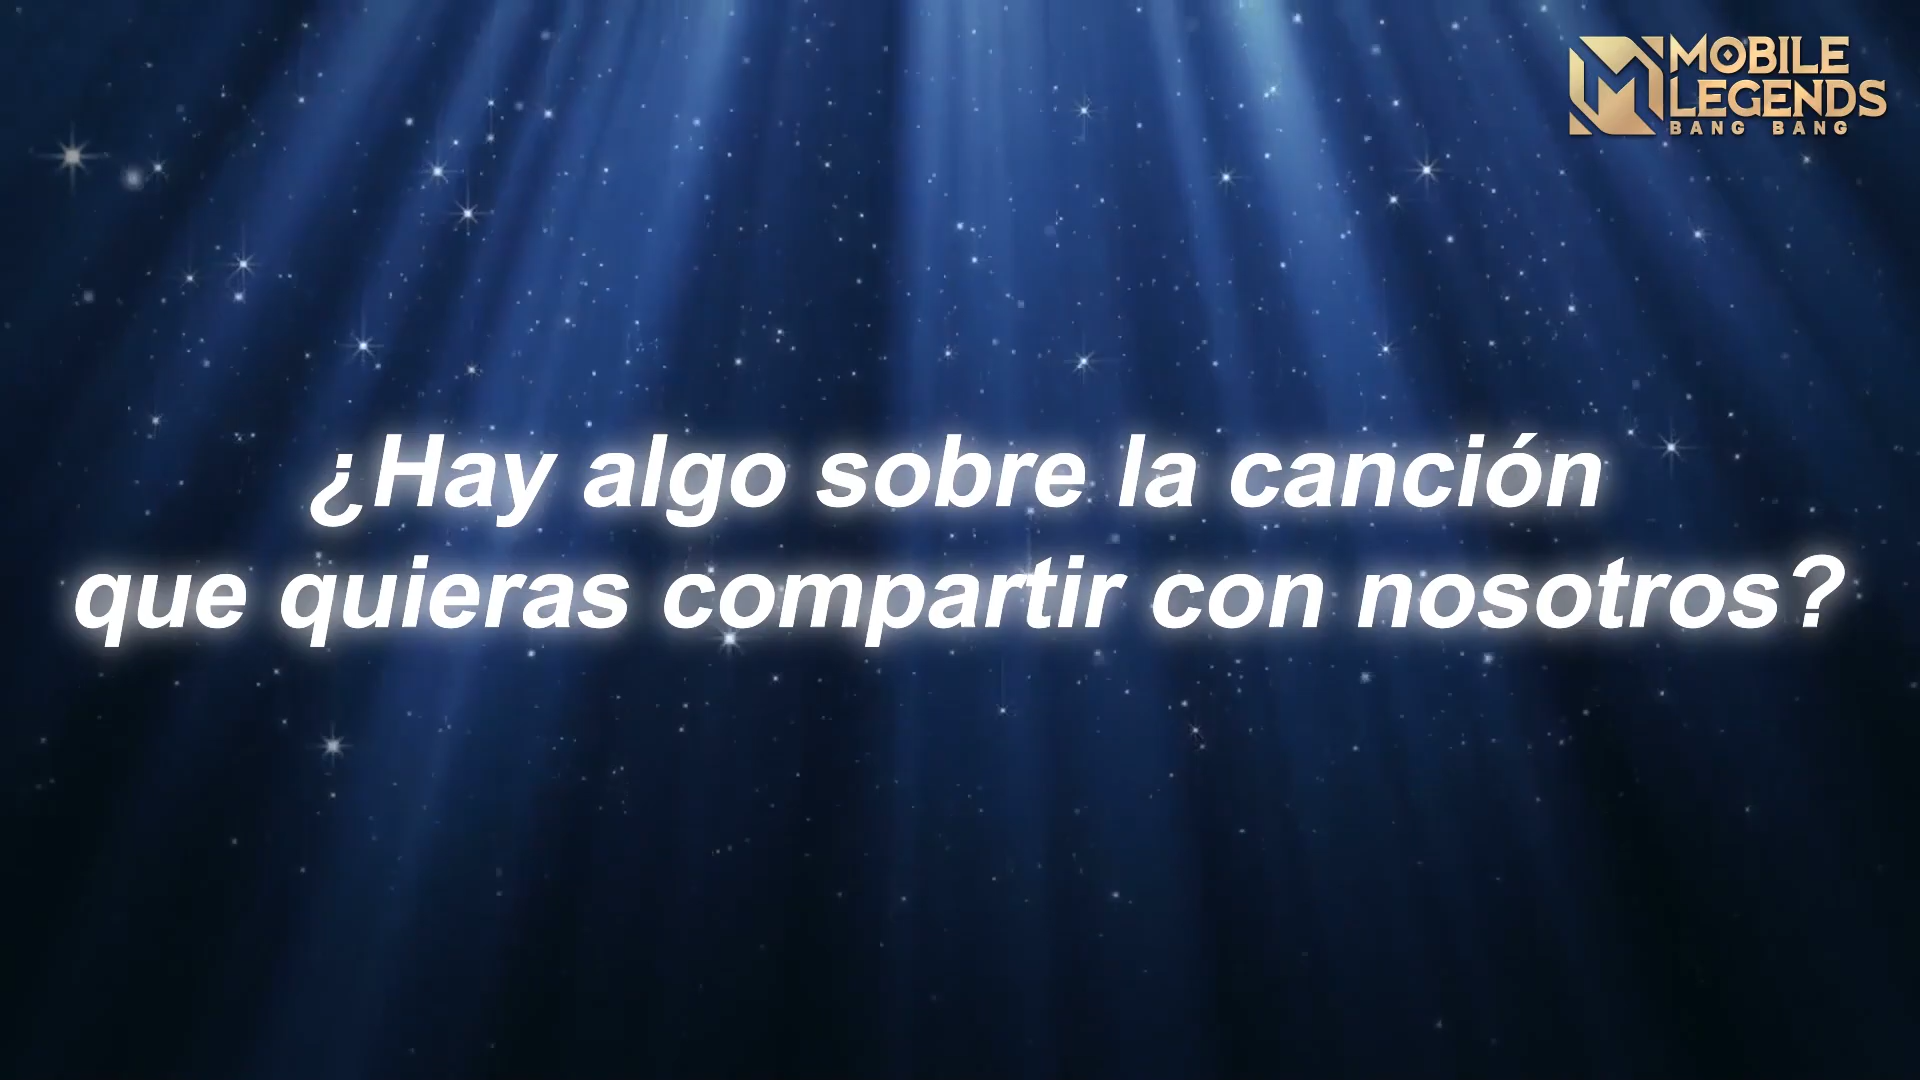 MOBILE
LEGENDS
BANG BANG
¿Hay algo sobre la canción
que quieras compartir con nosotros?